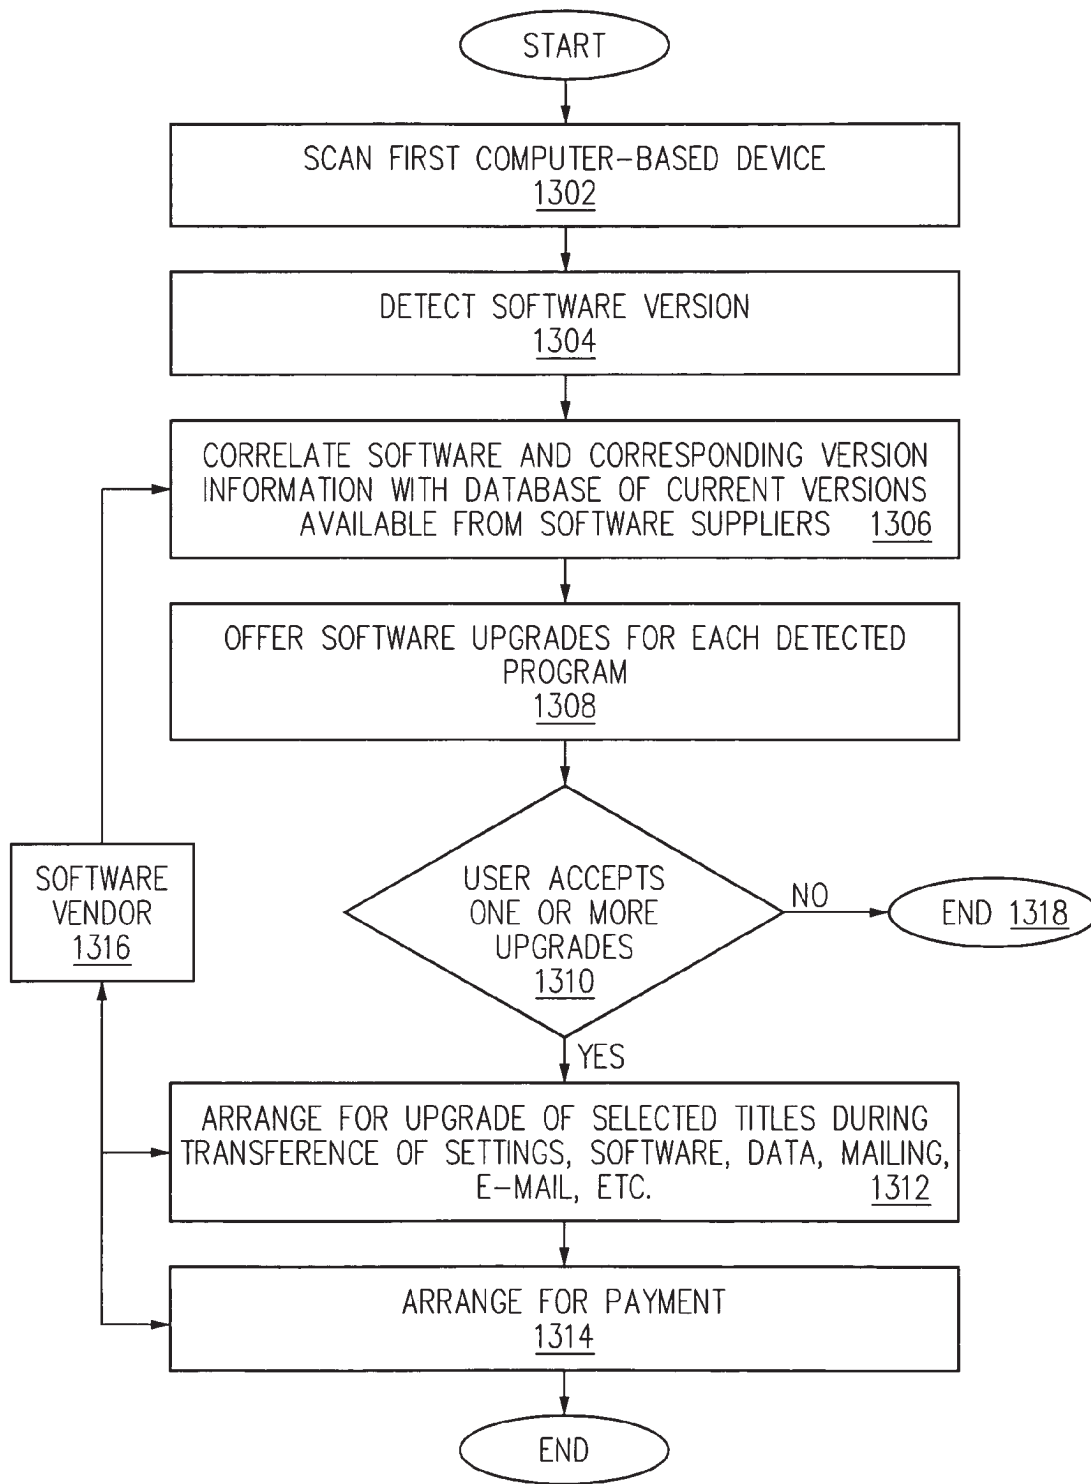 START
SCAN FIRST COMPUTER-BASED DEVICE
1302
DETECT SOFTWARE VERSION
1304
CORRELATE SOFTWARE AND CORRESPONDING VERSION
INFORMATION WITH DATABASE OF CURRENT VERSIONS
AVAILABLE FROM SOFTWARE SUPPLIERS 1306
OFFER SOFTWARE UPGRADES FOR EACH DETECTED
PROGRAM
1308
SOFTWARE
VENDOR
1316
USER ACCEPTS
ONE OR MORE
UPGRADES
1310
NO
END 1318
YES
ARRANGE FOR UPGRADE OF SELECTED TITLES DURING
TRANSFERENCE OF SETTINGS, SOFTWARE, DATA, MAILING,
E-MAIL, ETC. 1312
ARRANGE FOR PAYMENT
1314
END